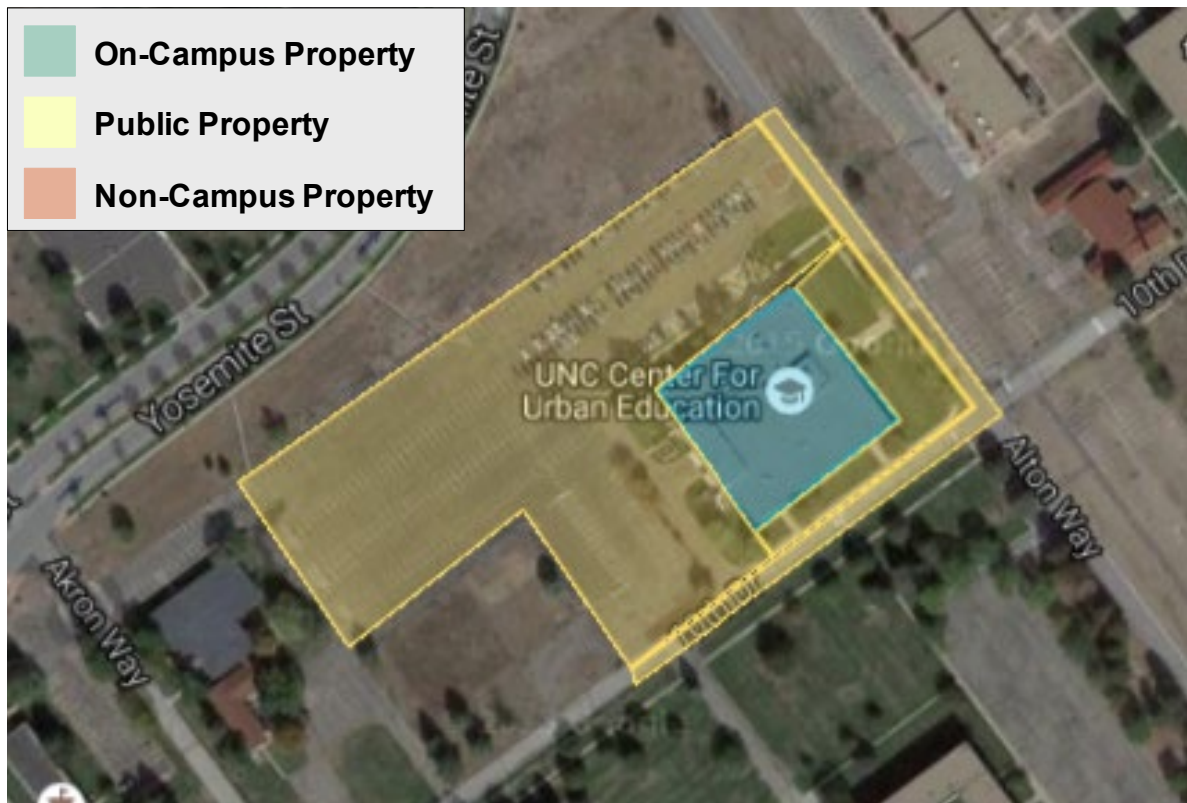 On-Campus Property
Public Property
Non-Campus Property
Yosemite St
UNC Center For
Urban Education
10th
Alton Way
Akron Way